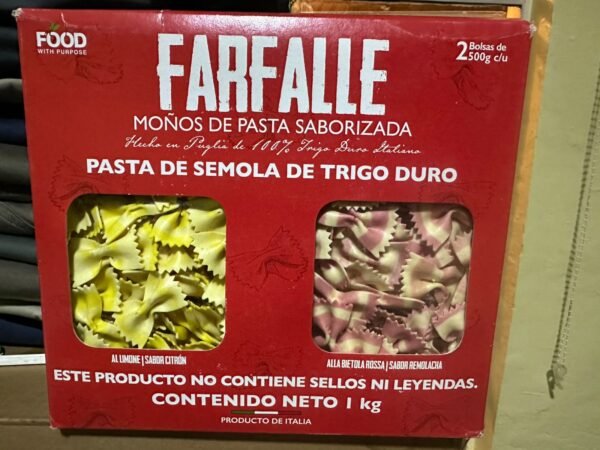 FOOD
WITH PURPOSE
FARFALLE
2 Bolsas de
500g c/u
MOÑOS DE PASTA SABORIZADA
Hecho en Puglia de 100% Trigo Duro Italiano
PASTA DE SEMOLA DE TRIGO DURO
AL LIMONE | SABOR CITRÓN
ALLA BIETOLA ROSSA | SABOR REMOLACHA
ESTE PRODUCTO NO CONTIENE SELLOS NI LEYENDAS.
CONTENIDO NETO 1 kg
PRODUCTO DE ITALIA